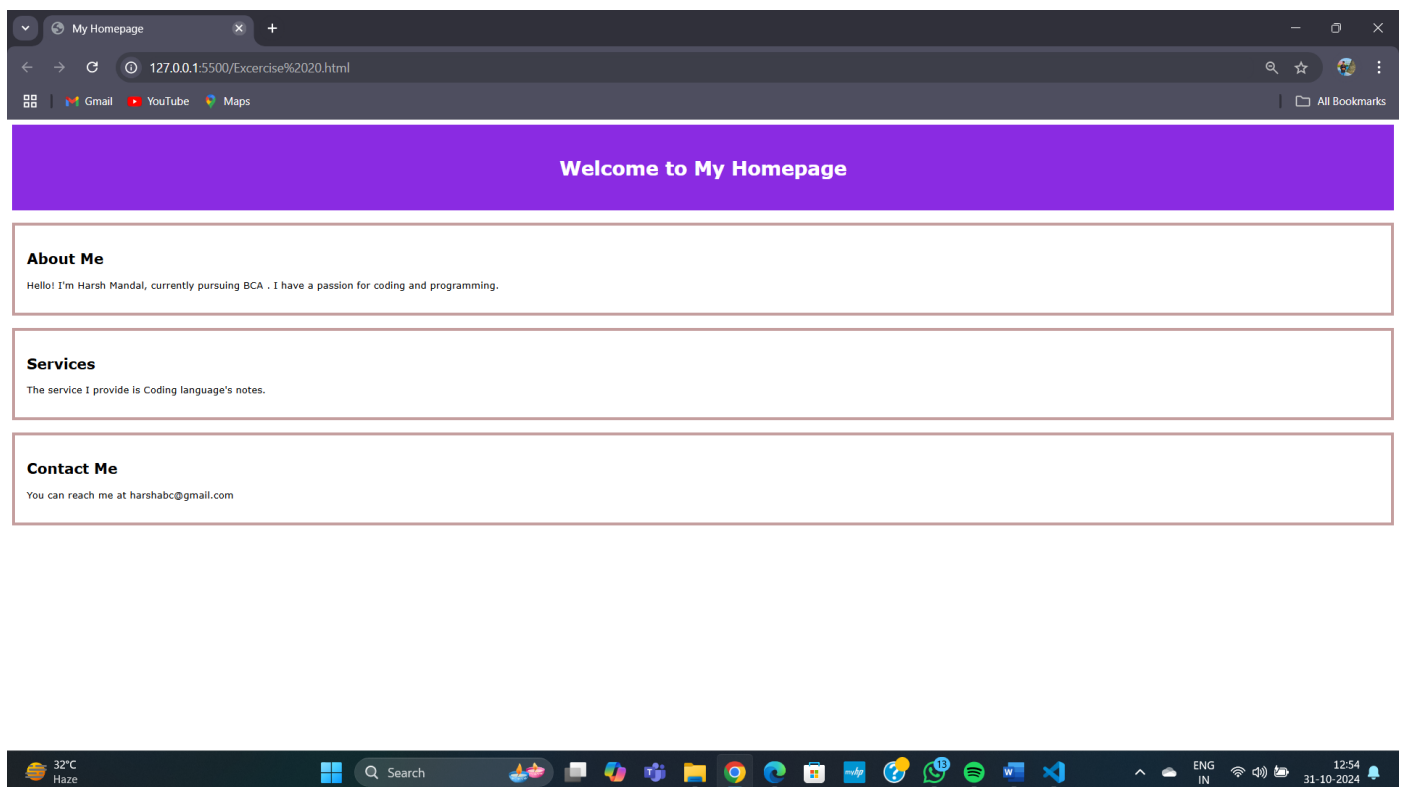 My Homepage
127.0.0.1:5500/Excercise%2020.html
Gmail YouTube Maps All Bookmarks
Welcome to My Homepage
About Me
Hello! I'm Harsh Mandal, currently pursuing BCA . I have a passion for coding and programming.
Services
The service I provide is Coding language's notes.
Contact Me
You can reach me at harshabc@gmail.com
32°C
Haze
Search
myhp
13
W
ENG
IN
12:54
31-10-2024